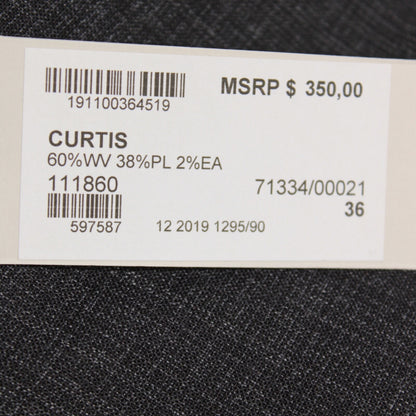 MSRP $ 350,00
191100364519
CURTIS
60%WV 38%PL 2%EA
111860 71334/00021
36
597587 12 2019 1295/90